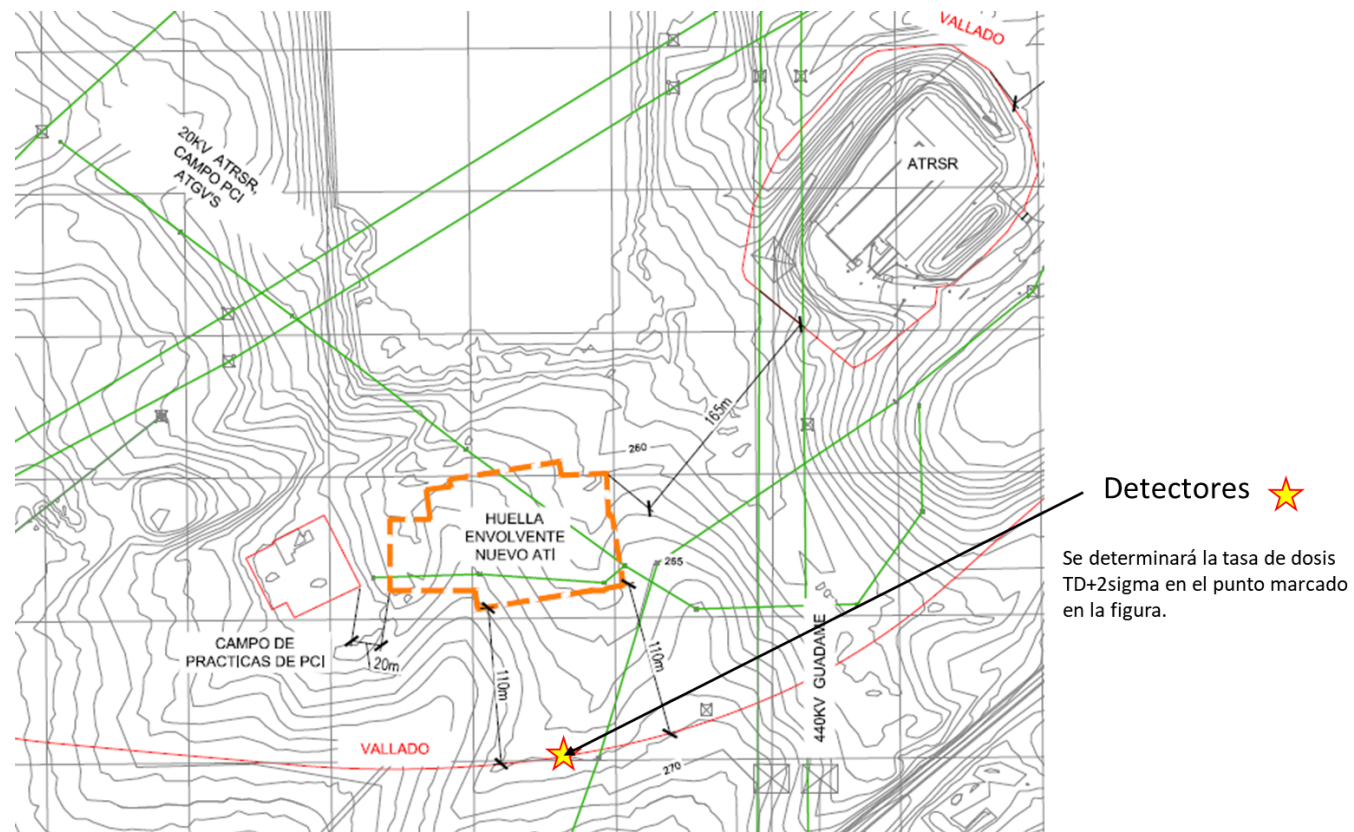 VALLADO
20KV ATRSR,
CAMPO PCI
ATGV'S
ATRSR
165m
260
HUELLA
ENVOLVENTE
NUEVO ATI
265
CAMPO DE
PRACTICAS DE PCI
20m
110m
110m
440KV GUADAME
VALLADO
270
Detectores
Se determinará la tasa de dosis
TD+2sigma en el punto marcado
en la figura.